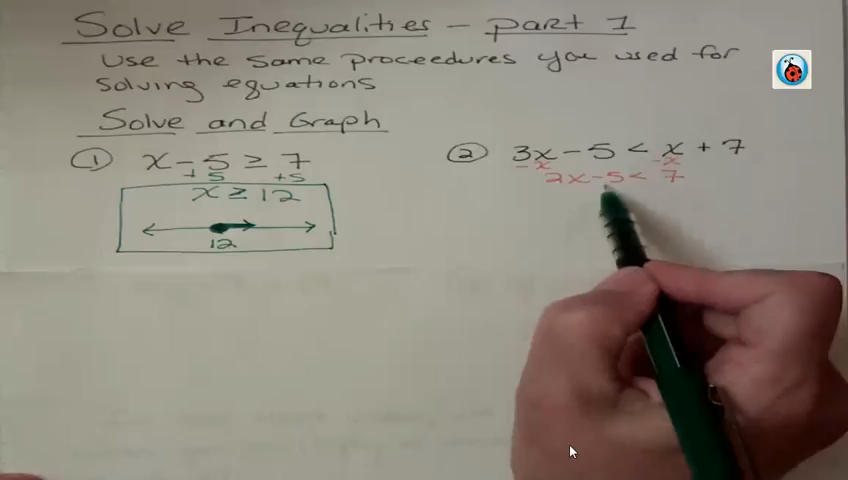 Solve Inequalities - part 1
Use the same proceedures you used for
solving equations
Solve and Graph
① x - 5 ≥ 7
+5 +5
x ≥ 12
12
② 3x - 5 < x + 7
-x -x
2x - 5 < 7